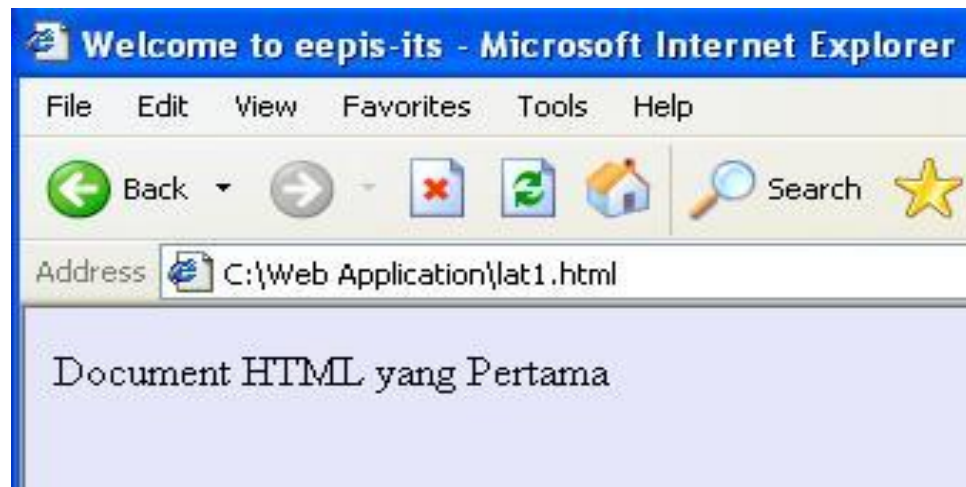 Welcome to eepis-its - Microsoft Internet Explorer
File Edit View Favorites Tools Help
Back Search
Address C:\Web Application\lat1.html
Document HTML yang Pertama